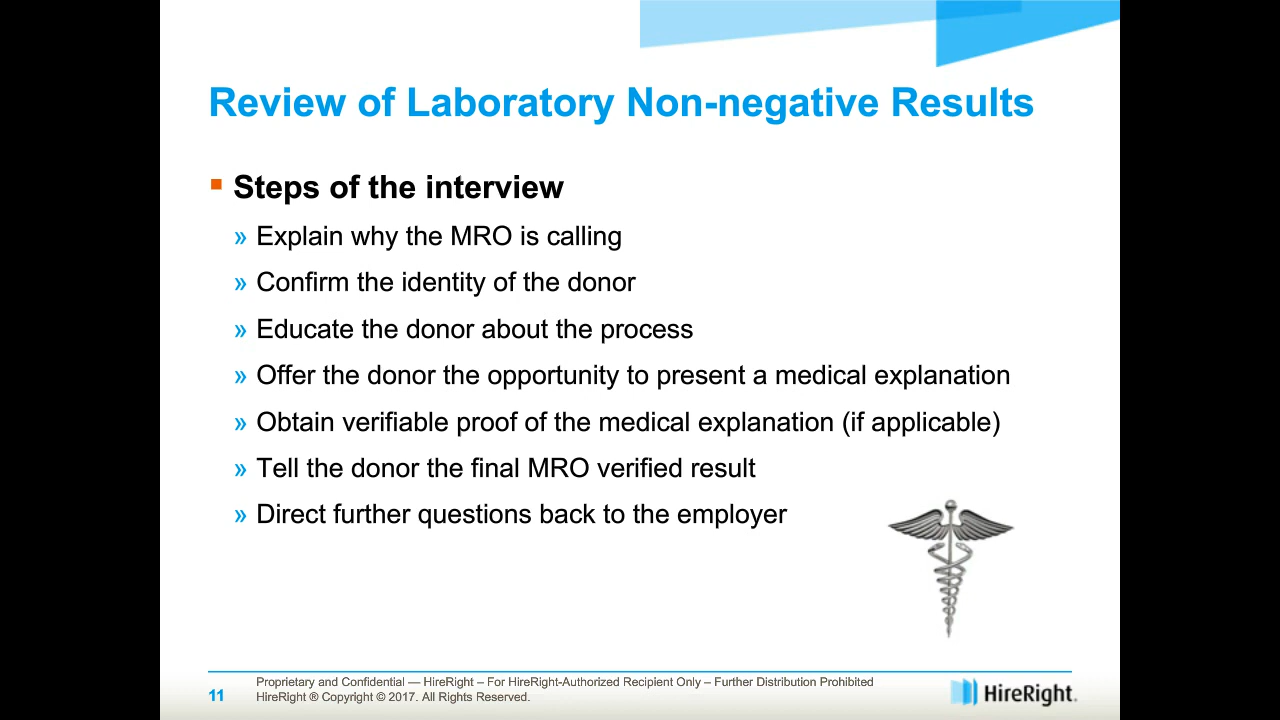 Review of Laboratory Non-negative Results
Steps of the interview
» Explain why the MRO is calling
» Confirm the identity of the donor
» Educate the donor about the process
» Offer the donor the opportunity to present a medical explanation
» Obtain verifiable proof of the medical explanation (if applicable)
» Tell the donor the final MRO verified result
» Direct further questions back to the employer
Proprietary and Confidential — HireRight – For HireRight-Authorized Recipient Only – Further Distribution Prohibited
11 HireRight ® Copyright © 2017. All Rights Reserved.
HireRight.